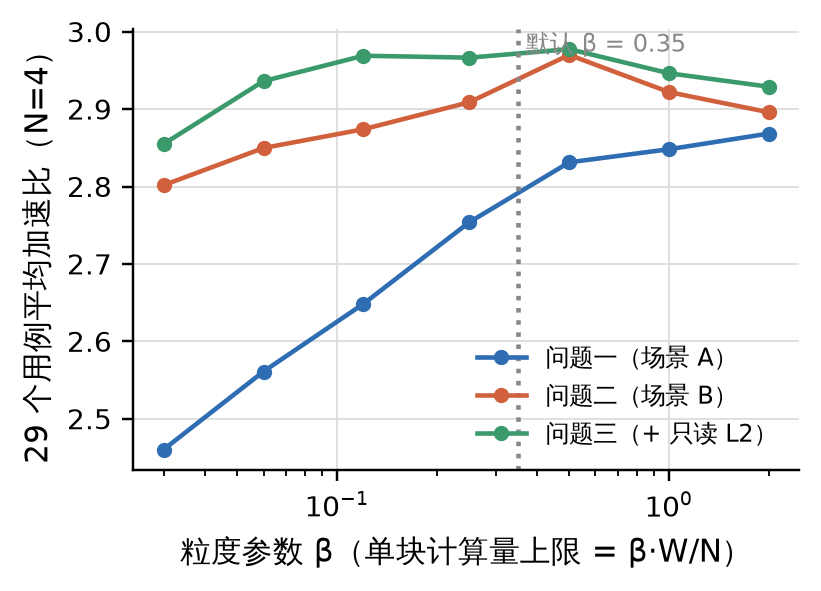 29 个用例平均加速比（N=4）
3.0
2.9
2.8
2.7
2.6
2.5
默认 β = 0.35
问题一（场景 A）
问题二（场景 B）
问题三（+ 只读 L2）
10⁻¹
10⁰
粒度参数 β（单块计算量上限 = β·W/N）